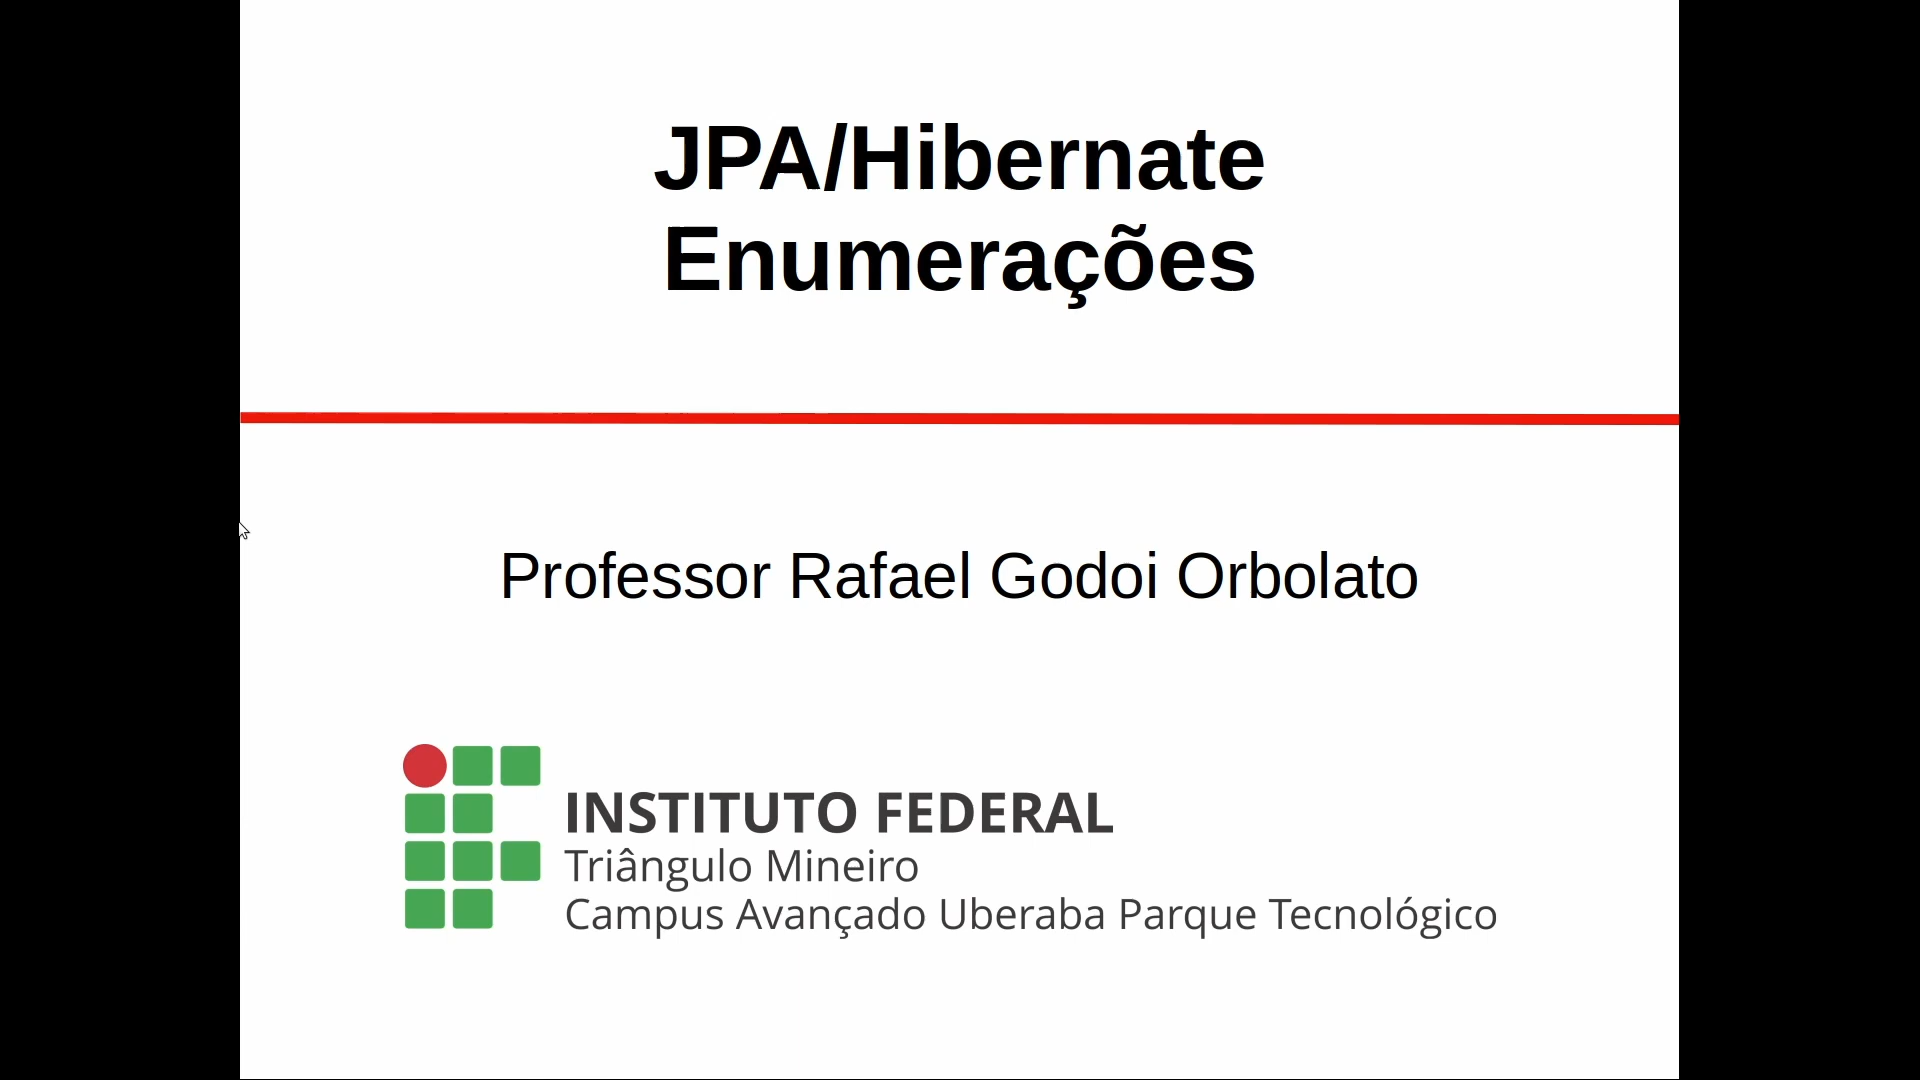 JPA/Hibernate
Enumerações
Professor Rafael Godoi Orbolato
INSTITUTO FEDERAL
Triângulo Mineiro
Campus Avançado Uberaba Parque Tecnológico